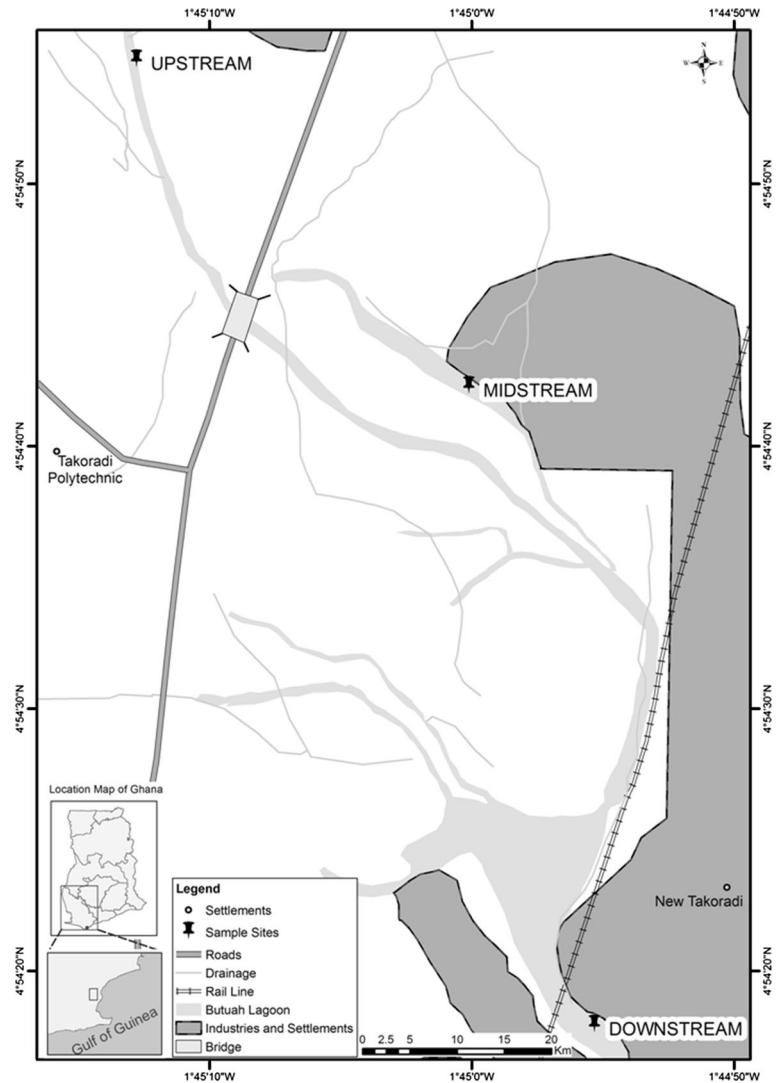 1°45'10"W
1°45'0"W
1°44'50"W
UPSTREAM
N
W
E
S
4°54'50"N
4°54'50"N
MIDSTREAM
4°54'40"N
4°54'40"N
Takoradi
Polytechnic
4°54'30"N
4°54'30"N
Location Map of Ghana
Gulf of Guinea
Legend
Settlements
Sample Sites
Roads
Drainage
Rail Line
Butuah Lagoon
Industries and Settlements
Bridge
New Takoradi
4°54'20"N
4°54'20"N
DOWNSTREAM
0 2.5 5 10 15 20
Km
1°45'10"W
1°45'0"W
1°44'50"W